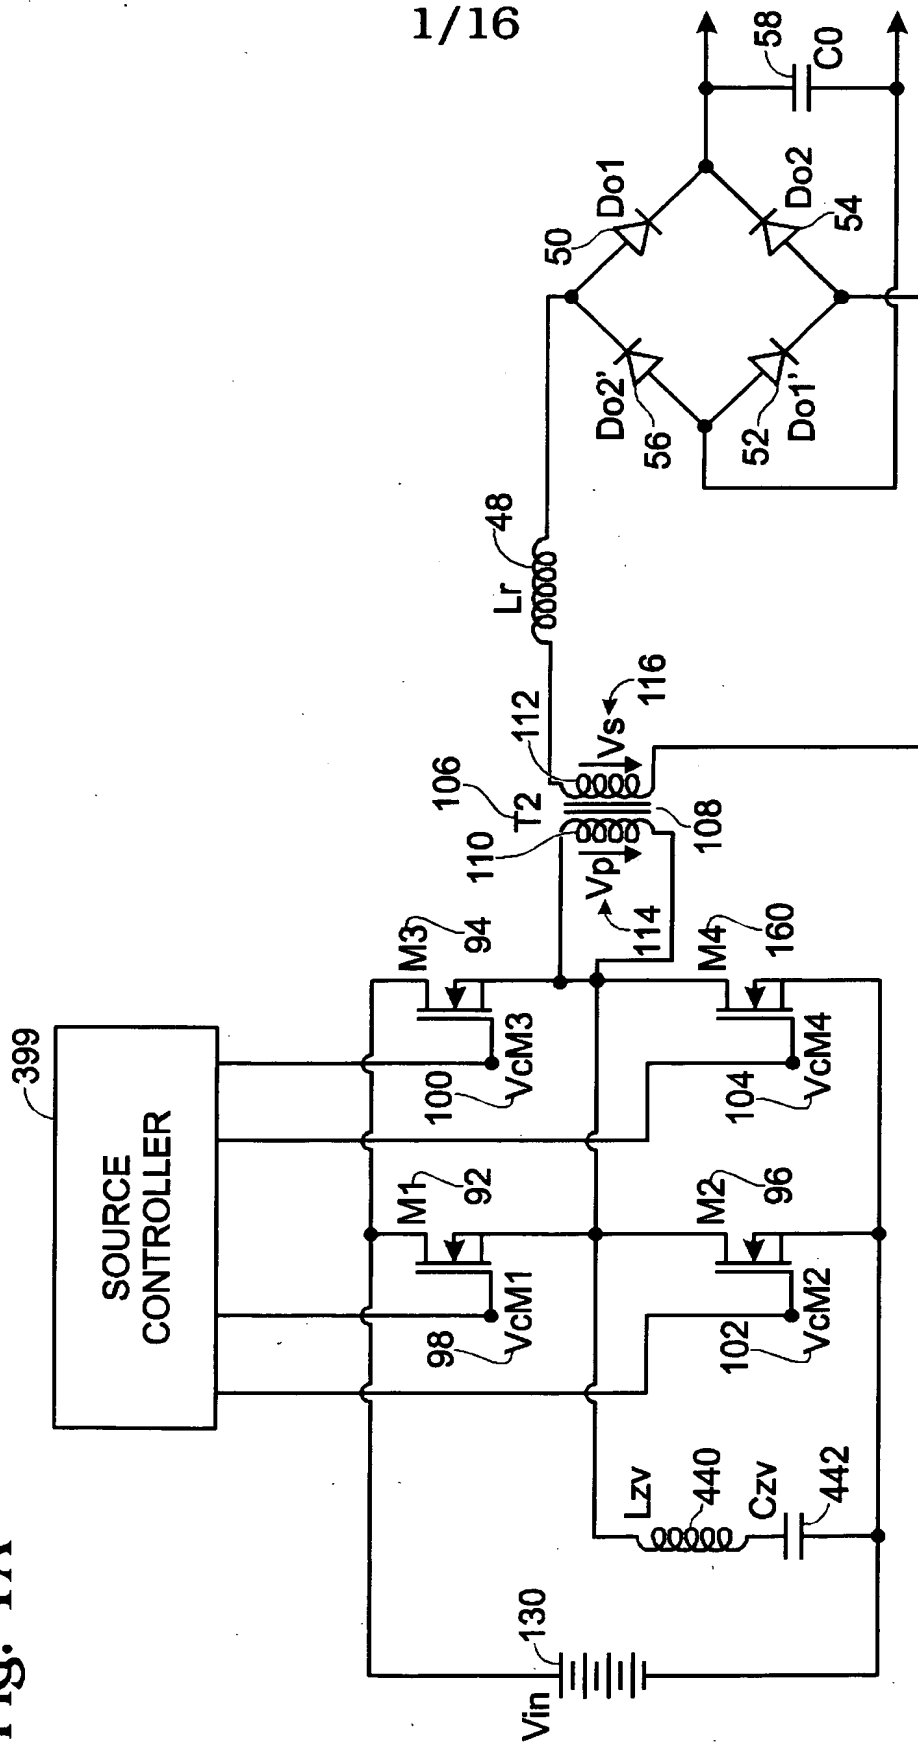 1/16
Fig. 1A
399
SOURCE
CONTROLLER
M1
92
98
VcM1
M2
96
102
VcM2
M3
94
100
VcM3
M4
160
104
VcM4
Vin
130
Lzv
440
Czv
442
106
T2
110
112
Vp
114
Vs
116
108
Lr
48
50
Do1
Do2'
56
52
Do1'
Do2
54
58
C0